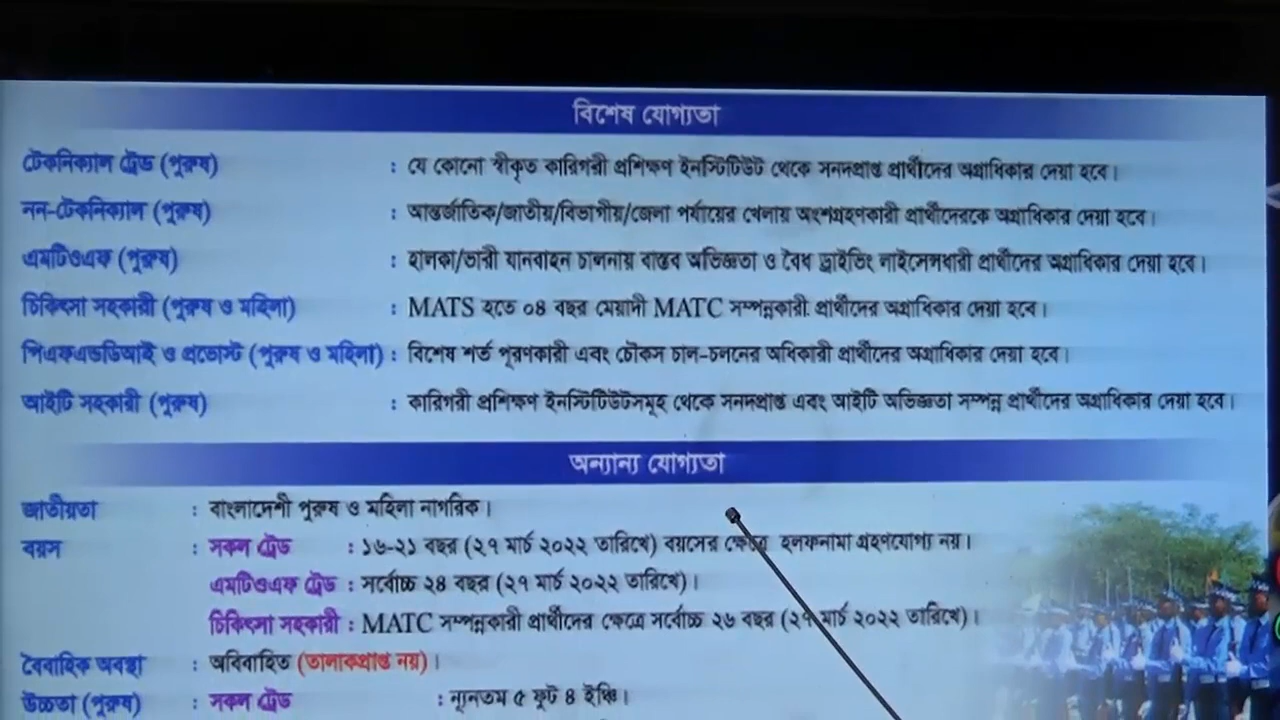 বিশেষ যোগ্যতা
টেকনিক্যাল ট্রেড (পুরুষ) : যে কোনো স্বীকৃত কারিগরী প্রশিক্ষণ ইনস্টিটিউট থেকে সনদপ্রাপ্ত প্রার্থীদের অগ্রাধিকার দেয়া হবে।
নন-টেকনিক্যাল (পুরুষ) : আন্তর্জাতিক/জাতীয়/বিভাগীয়/জেলা পর্যায়ের খেলায় অংশগ্রহণকারী প্রার্থীদেরকে অগ্রাধিকার দেয়া হবে।
এমটিওএফ (পুরুষ) : হালকা/ভারী যানবাহন চালনায় বাস্তব অভিজ্ঞতা ও বৈধ ড্রাইভিং লাইসেন্সধারী প্রার্থীদের অগ্রাধিকার দেয়া হবে।
চিকিৎসা সহকারী (পুরুষ ও মহিলা) : MATS হতে ০৪ বছর মেয়াদী MATC সম্পন্নকারী প্রার্থীদের অগ্রাধিকার দেয়া হবে।
পিএফএন্ডডিআই ও প্রভোস্ট (পুরুষ ও মহিলা) : বিশেষ শর্ত পূরণকারী এবং চৌকস চাল-চলনের অধিকারী প্রার্থীদের অগ্রাধিকার দেয়া হবে।
আইটি সহকারী (পুরুষ) : কারিগরী প্রশিক্ষণ ইনস্টিটিউটসমূহ থেকে সনদপ্রাপ্ত এবং আইটি অভিজ্ঞতা সম্পন্ন প্রার্থীদের অগ্রাধিকার দেয়া হবে।
অন্যান্য যোগ্যতা
জাতীয়তা : বাংলাদেশী পুরুষ ও মহিলা নাগরিক।
বয়স : সকল ট্রেড : ১৬-২১ বছর (২৭ মার্চ ২০২২ তারিখে) বয়সের ক্ষেত্রে হলফনামা গ্রহণযোগ্য নয়।
এমটিওএফ ট্রেড : সর্বোচ্চ ২৪ বছর (২৭ মার্চ ২০২২ তারিখে)।
চিকিৎসা সহকারী : MATC সম্পন্নকারী প্রার্থীদের ক্ষেত্রে সর্বোচ্চ ২৬ বছর (২৭ মার্চ ২০২২ তারিখে)।
বৈবাহিক অবস্থা : অবিবাহিত (তালাকপ্রাপ্ত নয়)।
উচ্চতা (পুরুষ) : সকল ট্রেড : ন্যূনতম ৫ ফুট ৪ ইঞ্চি।